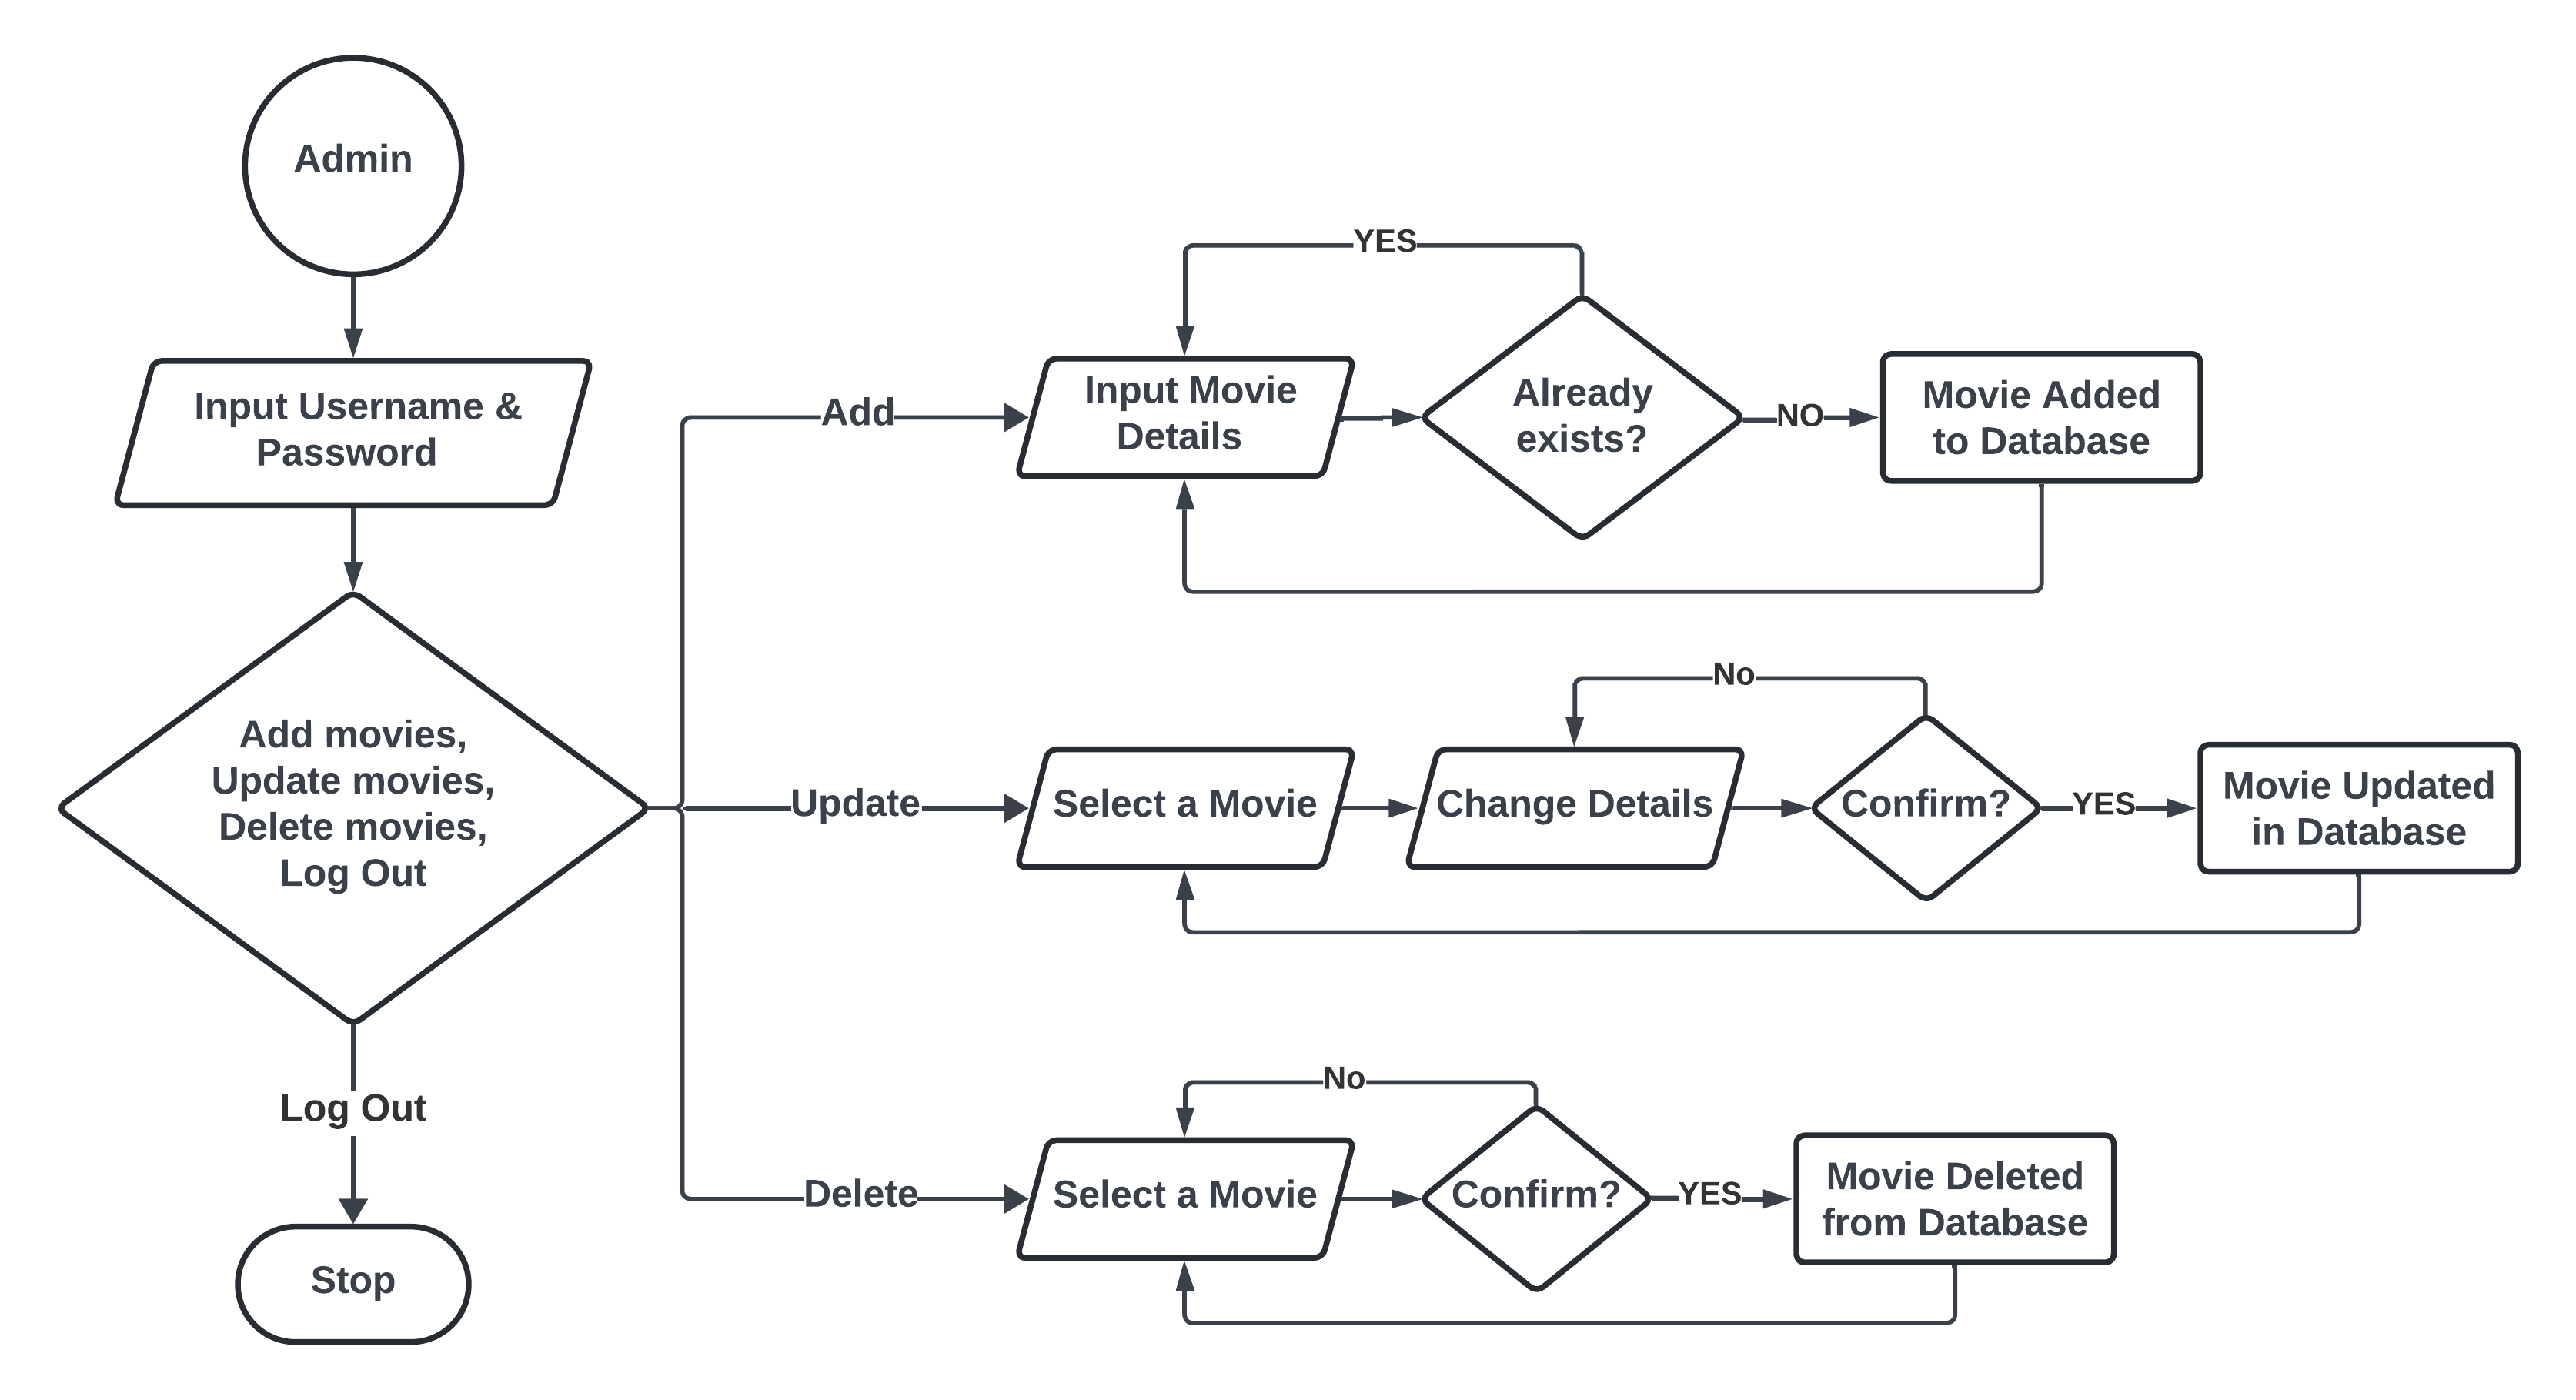 Admin
Input Username &
Password
Add movies,
Update movies,
Delete movies,
Log Out
Log Out
Stop
Add
YES
Input Movie
Details
Already
exists?
NO
Movie Added
to Database
Update
No
Select a Movie
Change Details
Confirm?
YES
Movie Updated
in Database
Delete
No
Select a Movie
Confirm?
YES
Movie Deleted
from Database